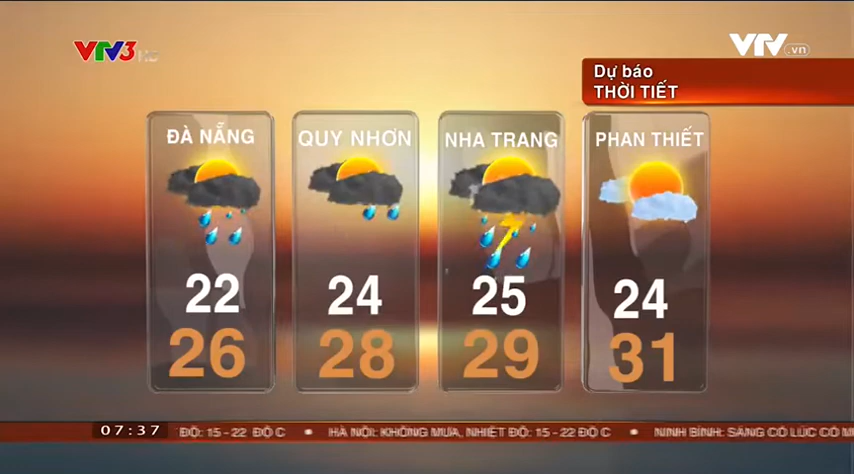 VTV3 HD
VTV.vn
Dự báo
THỜI TIẾT
ĐÀ NẴNG
22
26
QUY NHƠN
24
28
NHA TRANG
25
29
PHAN THIẾT
24
31
07:37
ĐỘ: 15 - 22 ĐỘ C • HÀ NỘI: KHÔNG MƯA, NHIỆT ĐỘ: 15 - 22 ĐỘ C • NINH BÌNH: SÁNG CÓ LÚC CÓ